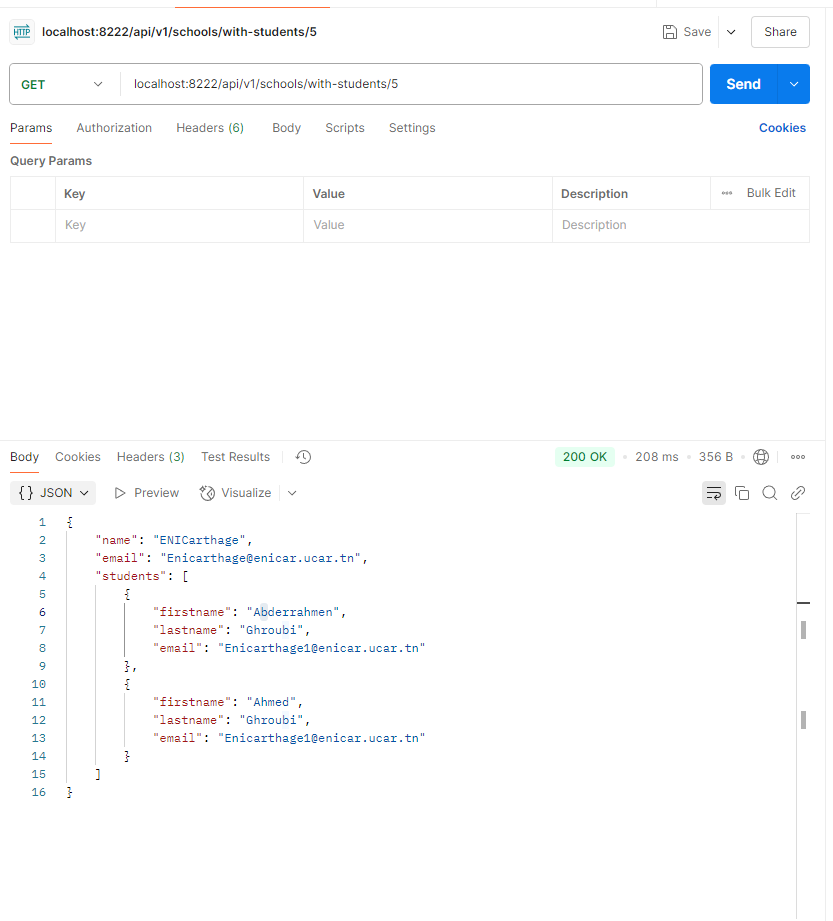 HTTP localhost:8222/api/v1/schools/with-students/5 Save Share
GET localhost:8222/api/v1/schools/with-students/5 Send
Params Authorization Headers (6) Body Scripts Settings Cookies
Query Params
Key Value Description ••• Bulk Edit
Key Value Description
Body Cookies Headers (3) Test Results 200 OK • 208 ms • 356 B • •••
{} JSON Preview Visualize
1 {
2 "name": "ENICarthage",
3 "email": "Enicarthage@enicar.ucar.tn",
4 "students": [
5 {
6 "firstname": "Abderrahmen",
7 "lastname": "Ghroubi",
8 "email": "Enicarthage1@enicar.ucar.tn"
9 },
10 {
11 "firstname": "Ahmed",
12 "lastname": "Ghroubi",
13 "email": "Enicarthage1@enicar.ucar.tn"
14 }
15 ]
16 }